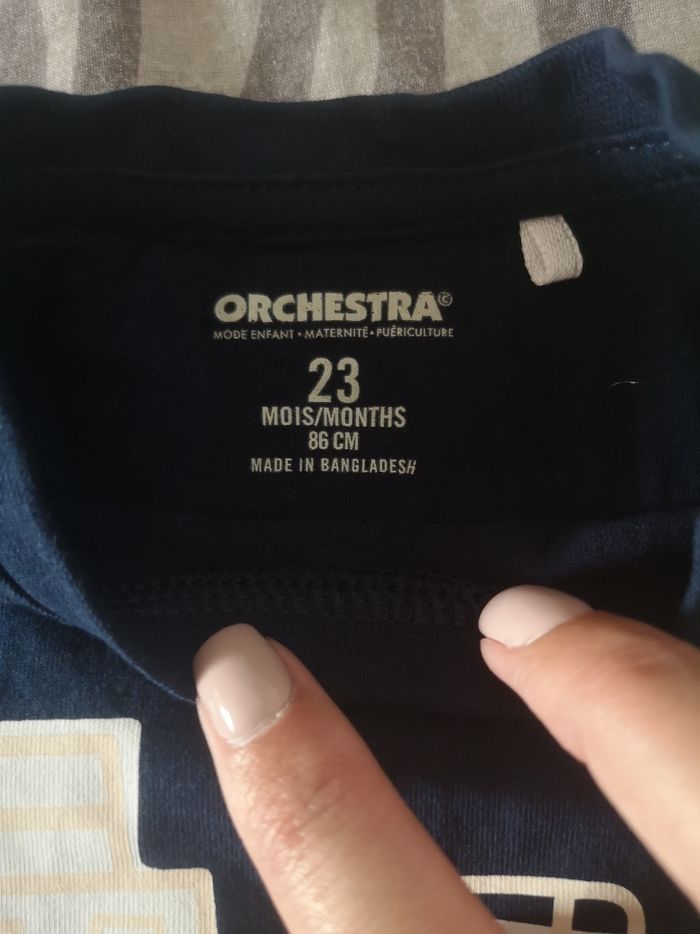 ORCHESTRA©
MODE ENFANT • MATERNITÉ • PUÉRICULTURE
23
MOIS/MONTHS
86 CM
MADE IN BANGLADESH